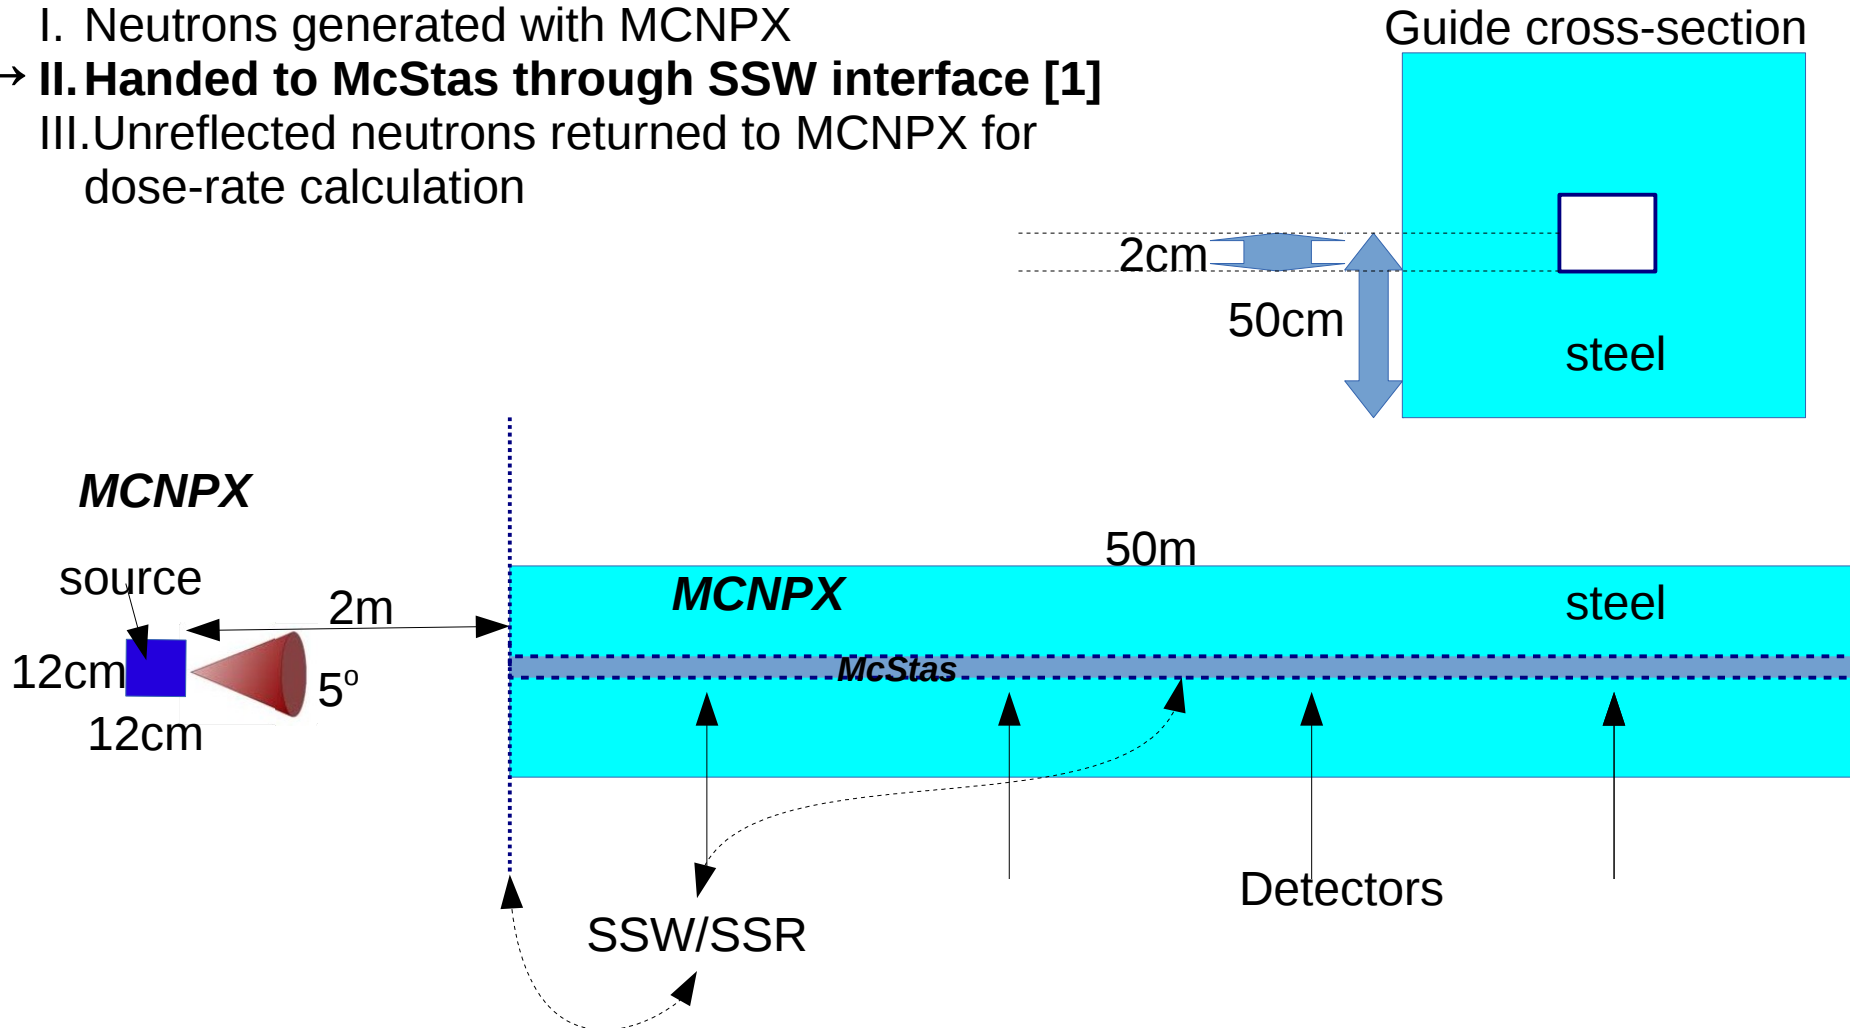 I. Neutrons generated with MCNPX
→ II. Handed to McStas through SSW interface [1]
III.Unreflected neutrons returned to MCNPX for
dose-rate calculation
Guide cross-section
2cm
50cm
steel
MCNPX
source
2m
12cm
5º
12cm
50m
MCNPX
steel
McStas
Detectors
SSW/SSR